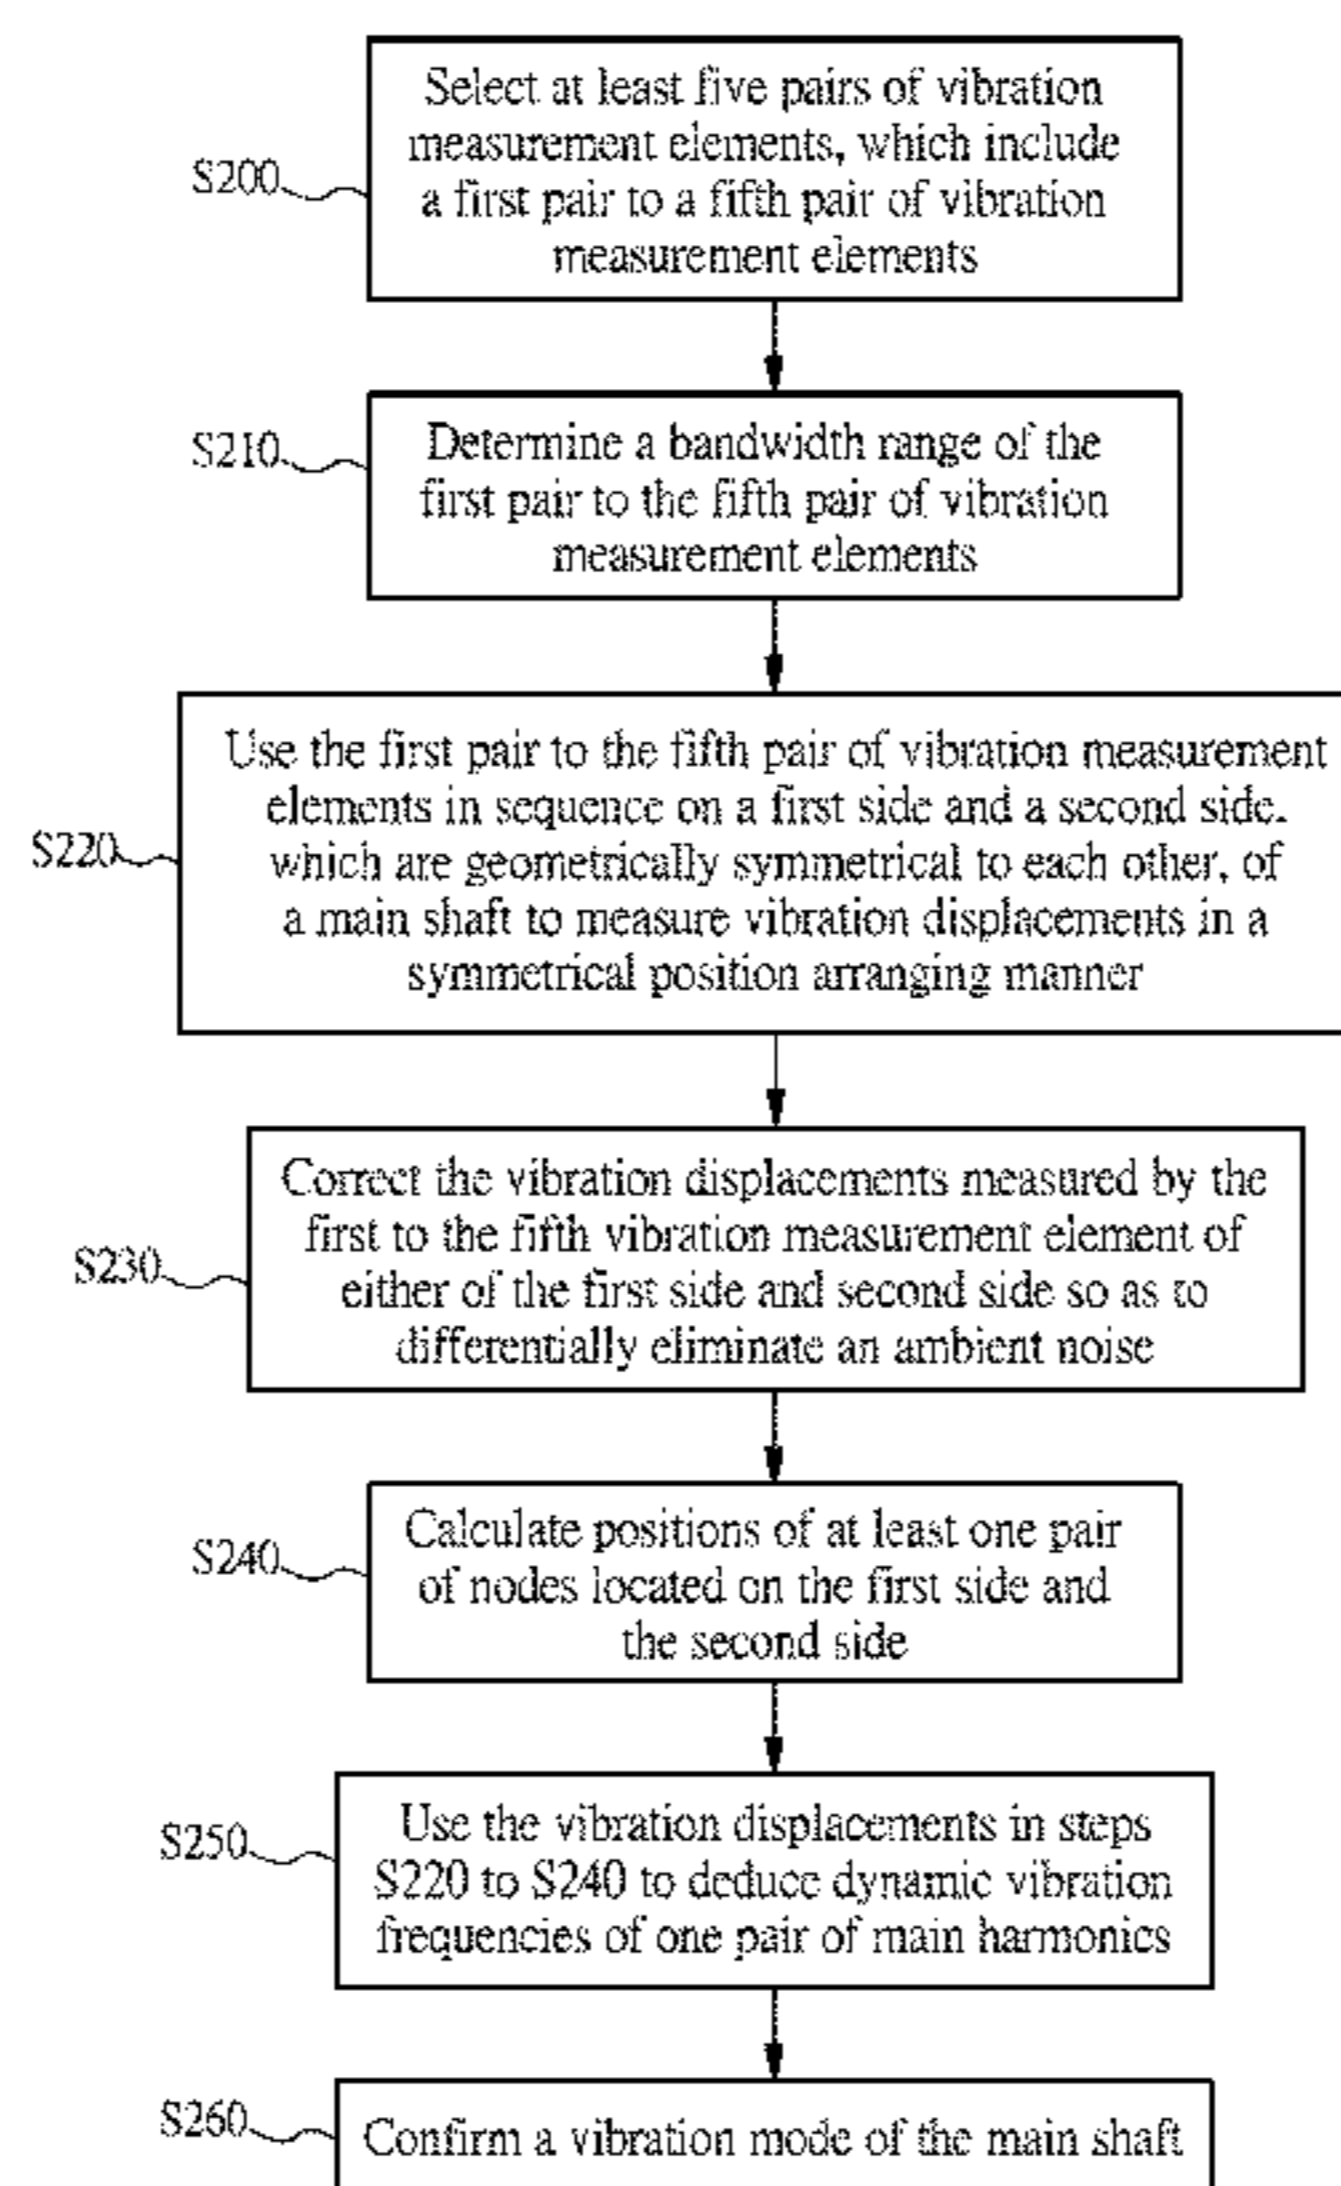 Select at least five pairs of vibration
measurement elements, which include
a first pair to a fifth pair of vibration
measurement elements
S200
Determine a bandwidth range of the
first pair to the fifth pair of vibration
measurement elements
S210
Use the first pair to the fifth pair of vibration measurement
elements in sequence on a first side and a second side,
which are geometrically symmetrical to each other, of
a main shaft to measure vibration displacements in a
symmetrical position arranging manner
S220
Correct the vibration displacements measured by the
first to the fifth vibration measurement element of
either of the first side and second side so as to
differentially eliminate an ambient noise
S230
Calculate positions of at least one pair
of nodes located on the first side and
the second side
S240
Use the vibration displacements in steps
S220 to S240 to deduce dynamic vibration
frequencies of one pair of main harmonics
S250
Confirm a vibration mode of the main shaft
S260